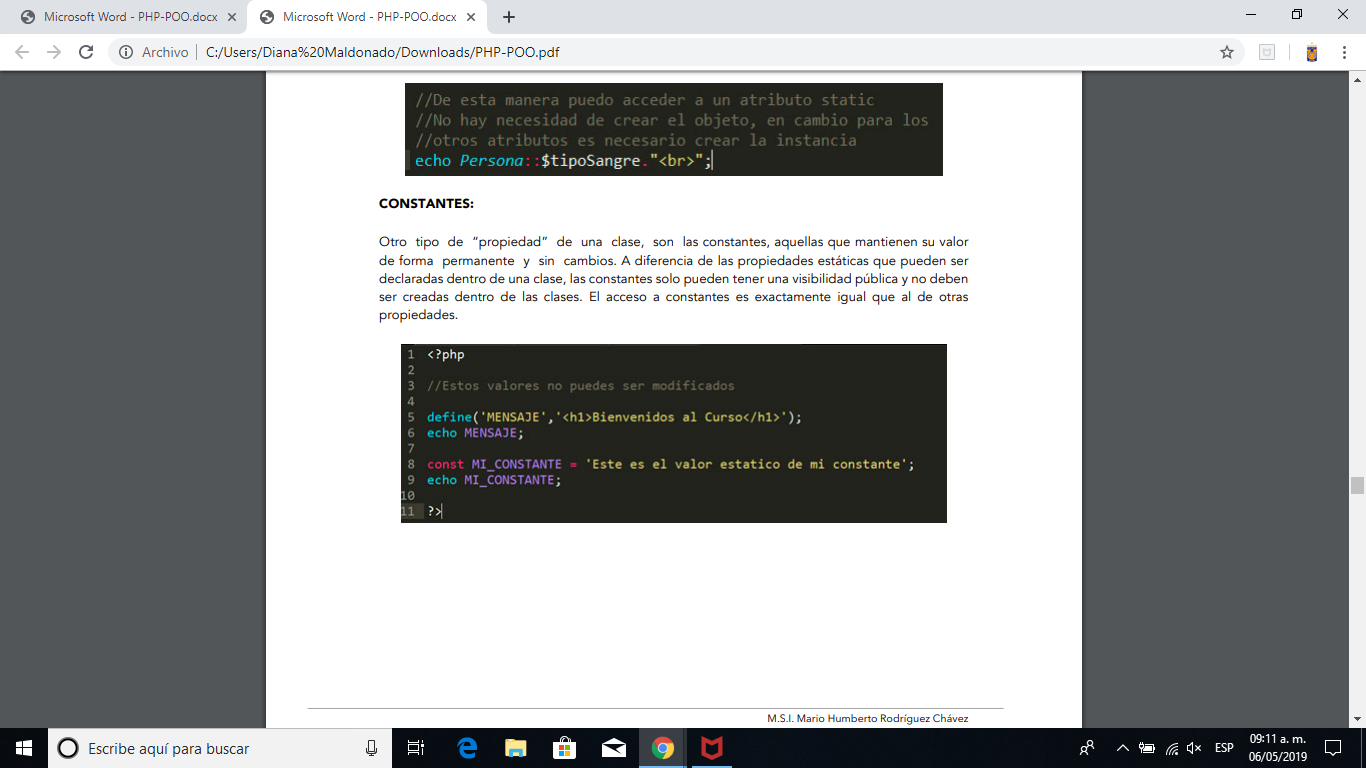 Microsoft Word - PHP-POO.docx
Microsoft Word - PHP-POO.docx
Archivo
C:/Users/Diana%20Maldonado/Downloads/PHP-POO.pdf
//De esta manera puedo acceder a un atributo static
//No hay necesidad de crear el objeto, en cambio para los
//otros atributos es necesario crear la instancia
echo Persona::$tipoSangre."<br>";
CONSTANTES:
Otro tipo de “propiedad” de una clase, son las constantes, aquellas que mantienen su valor
de forma permanente y sin cambios. A diferencia de las propiedades estáticas que pueden ser
declaradas dentro de una clase, las constantes solo pueden tener una visibilidad pública y no deben
ser creadas dentro de las clases. El acceso a constantes es exactamente igual que al de otras
propiedades.
1 <?php
2
3 //Estos valores no puedes ser modificados
4
5 define('MENSAJE','<h1>Bienvenidos al Curso</h1>');
6 echo MENSAJE;
7
8 const MI_CONSTANTE = 'Este es el valor estatico de mi constante';
9 echo MI_CONSTANTE;
10
11 ?>
M.S.I. Mario Humberto Rodríguez Chávez
Escribe aquí para buscar
ESP
09:11 a. m.
06/05/2019